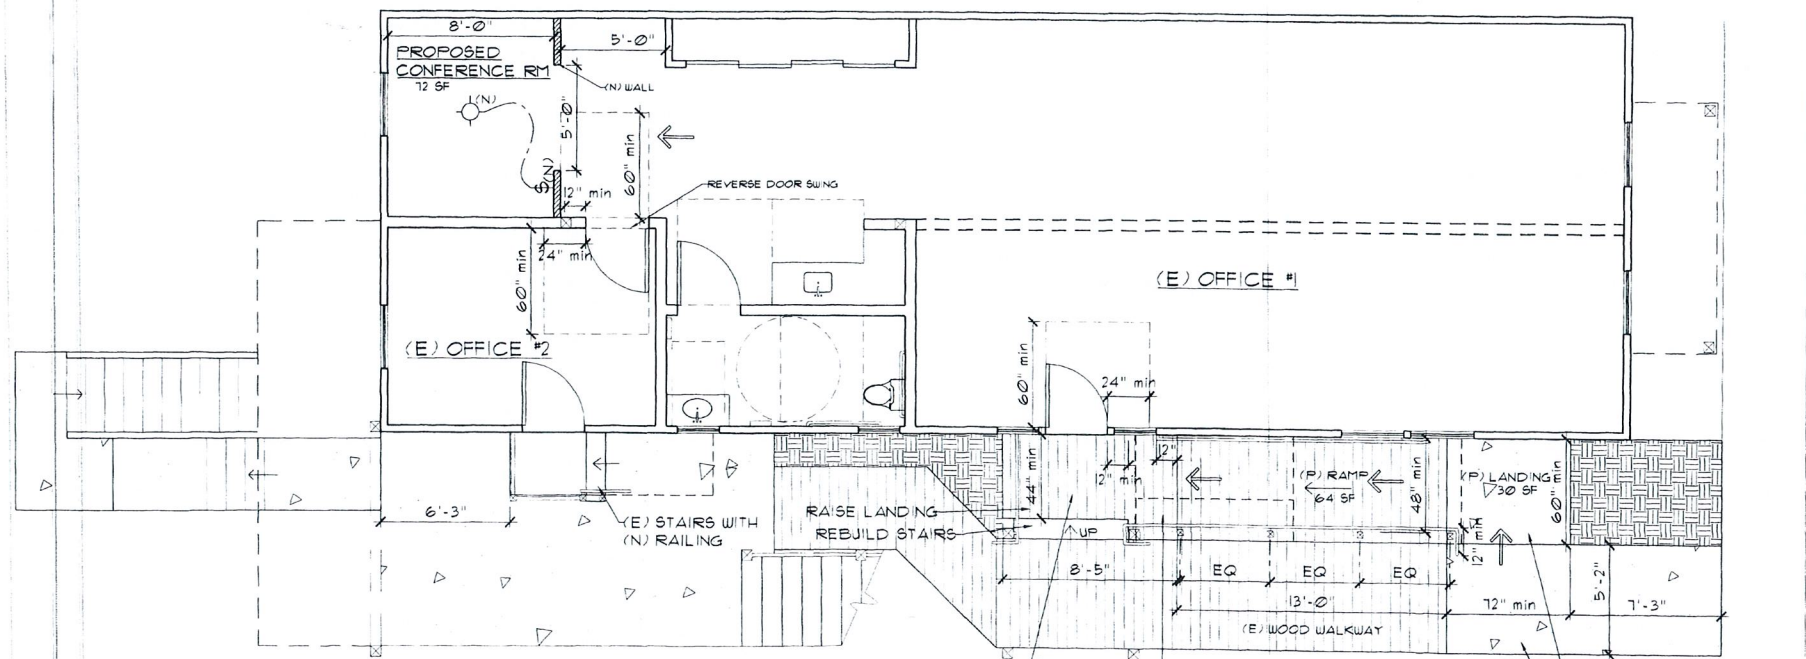 8'-0"
5'-0"
PROPOSED
CONFERENCE RM
72 SF
(N)
(N) WALL
5'-0"
60" min
S(N)
12" min
REVERSE DOOR SWING
24" min
60" min
(E) OFFICE #2
(E) OFFICE #1
60" min
24" min
44" min
12" min
12"
(P) RAMP
64 SF
48" min
(P) LANDING
30 SF
60" min
6'-3"
(E) STAIRS WITH
(N) RAILING
RAISE LANDING
REBUILD STAIRS
UP
12" min
8'-5"
EQ
EQ
EQ
13'-0"
72" min
5'-2"
7'-3"
(E) WOOD WALKWAY